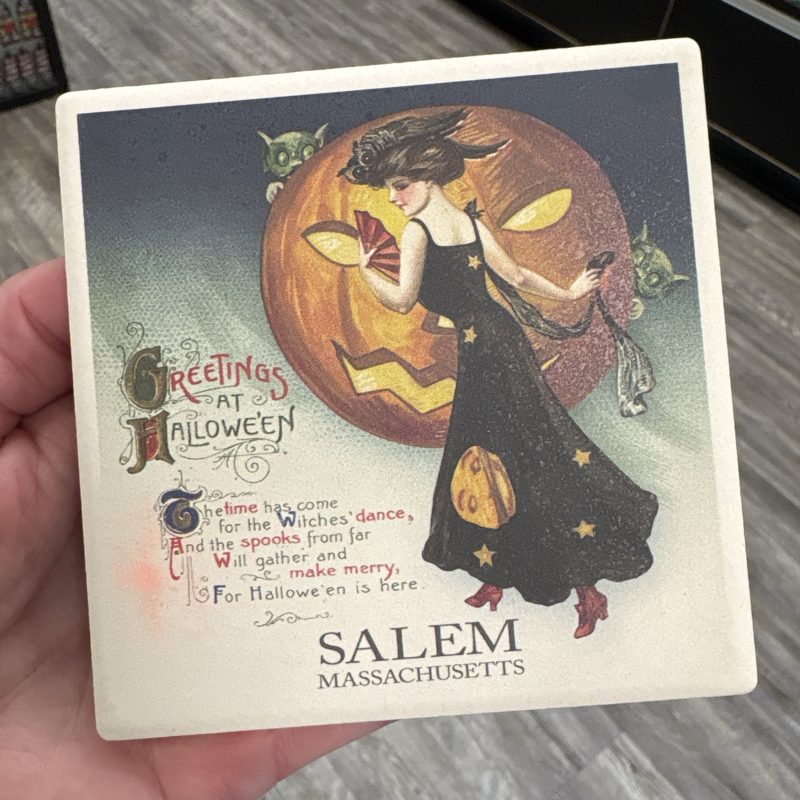 GREETINGS
AT
HALLOWE'EN
The time has come
for the Witches' dance,
And the spooks from far
Will gather and
make merry,
For Hallowe'en is here.
SALEM
MASSACHUSETTS